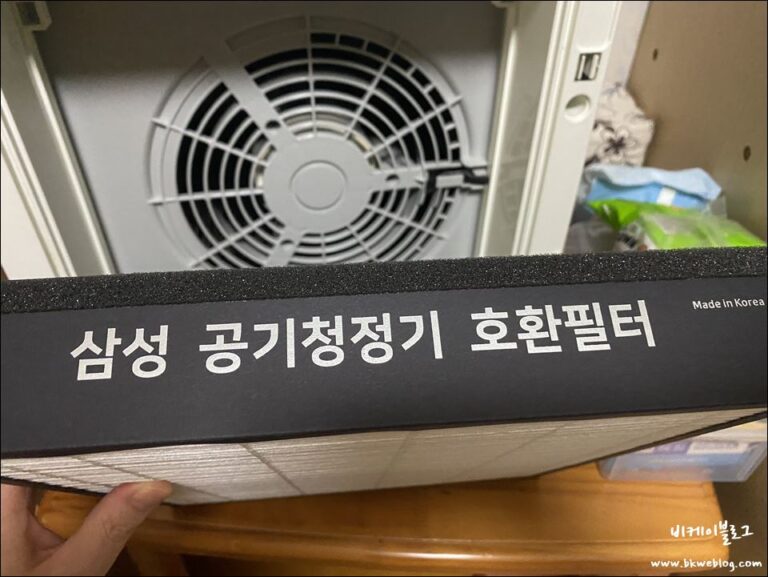 삼성 공기청정기 호환필터
Made in Korea
비케이블로그
www.bkweblog.com